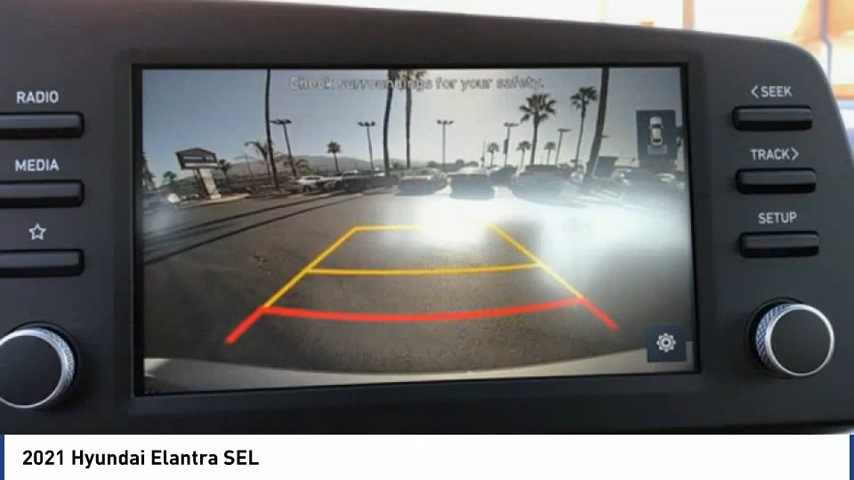 Check surroundings for your safety.
RADIO
MEDIA
<SEEK
TRACK>
SETUP
2021 Hyundai Elantra SEL